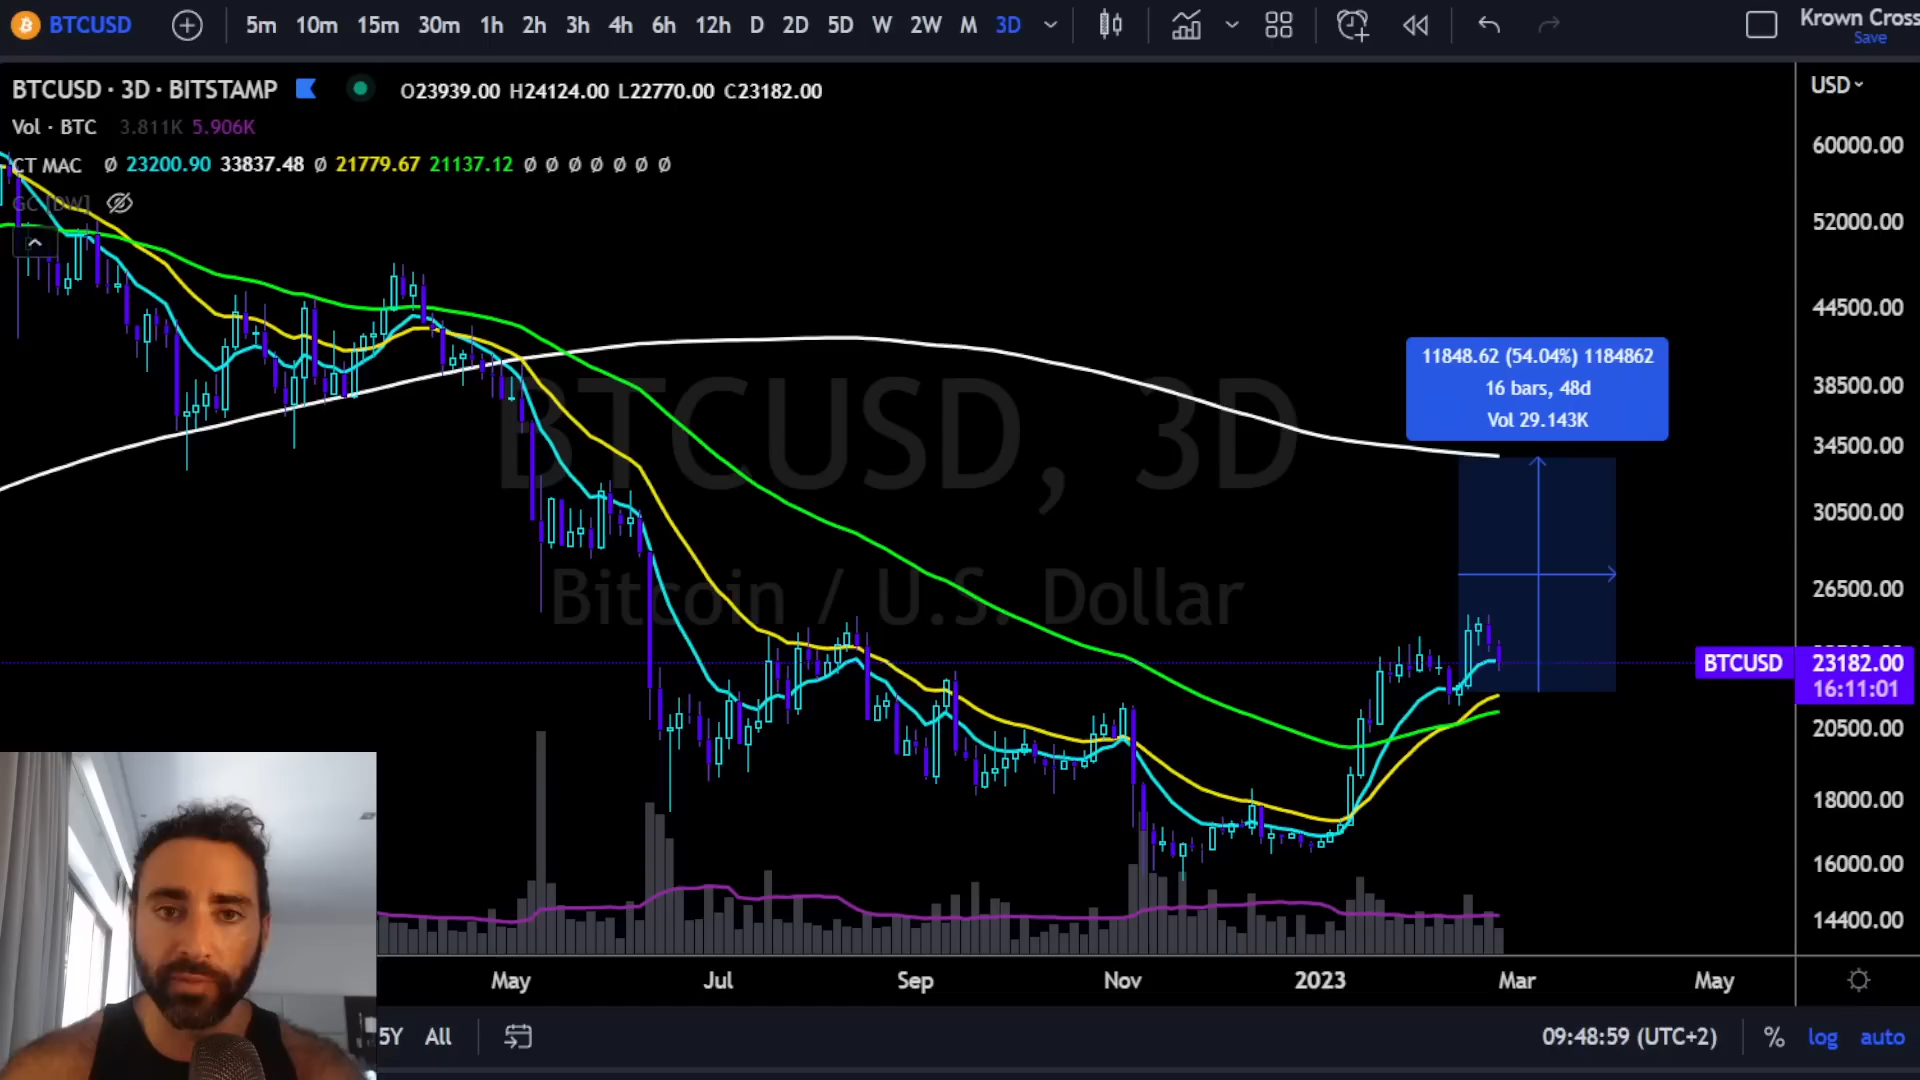 BTCUSD 5m 10m 15m 30m 1h 2h 3h 4h 6h 12h D 2D 5D W 2W M 3D Krown Cross
Save
BTCUSD · 3D · BITSTAMP O23939.00 H24124.00 L22770.00 C23182.00
Vol · BTC 3.811K 5.906K
CT MAC Ø 23200.90 33837.48 Ø 21779.67 21137.12 Ø Ø Ø Ø Ø Ø Ø
GC [DW]
USD
60000.00
52000.00
44500.00
38500.00
34500.00
30500.00
26500.00
BTCUSD 23182.00
16:11:01
20500.00
18000.00
16000.00
14400.00
11848.62 (54.04%) 1184862
16 bars, 48d
Vol 29.143K
BTCUSD, 3D
Bitcoin / U.S. Dollar
May Jul Sep Nov 2023 Mar May
5Y All 09:48:59 (UTC+2) % log auto